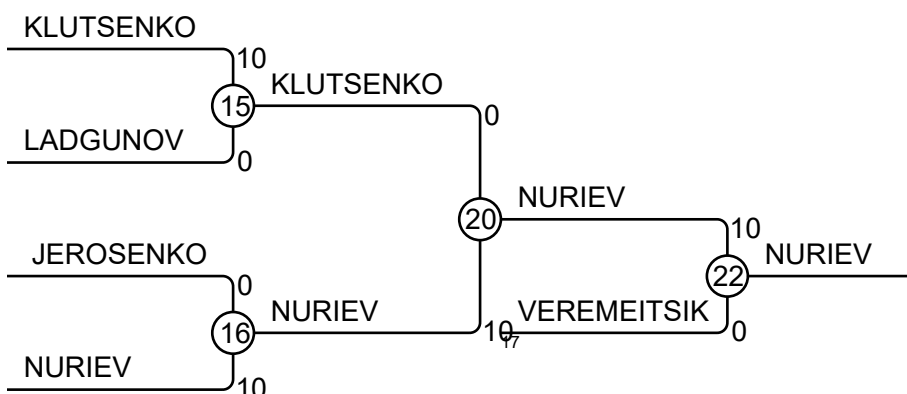 KLUTSENKO
10
15
KLUTSENKO
LADGUNOV
0
0
20
NURIEV
10
JEROSENKO
0
22
NURIEV
16
NURIEV
10
17
VEREMEITSIK
0
NURIEV
10